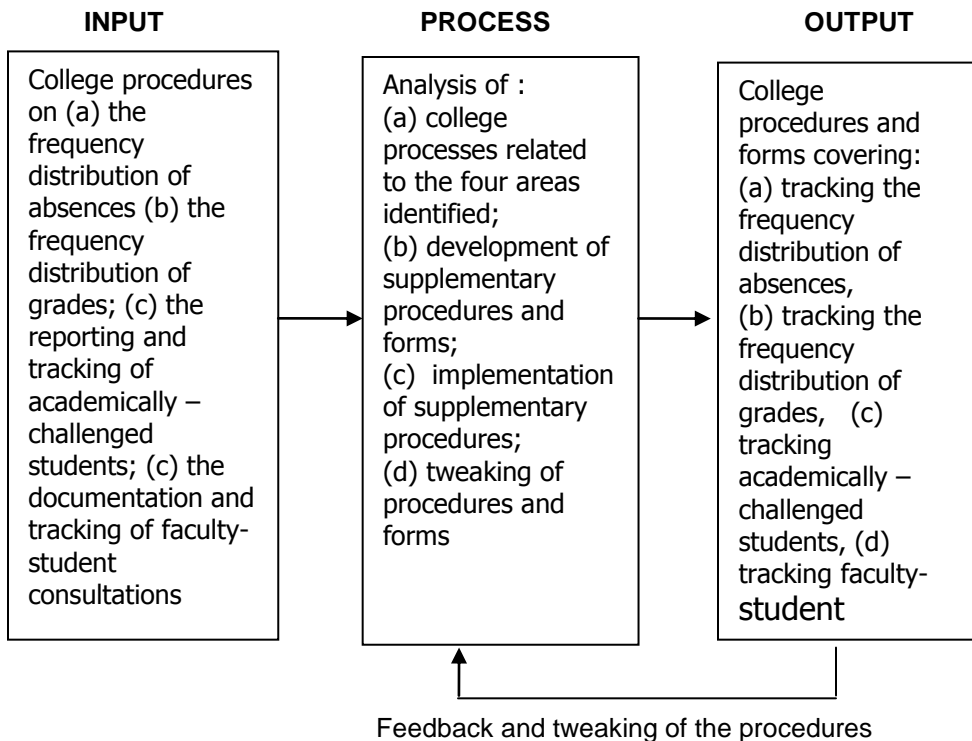 INPUT
College procedures
on (a) the
frequency
distribution of
absences (b) the
frequency
distribution of
grades; (c) the
reporting and
tracking of
academically –
challenged
students; (c) the
documentation and
tracking of faculty-
student
consultations
PROCESS
Analysis of :
(a) college
processes related
to the four areas
identified;
(b) development of
supplementary
procedures and
forms;
(c) implementation
of supplementary
procedures;
(d) tweaking of
procedures and
forms
OUTPUT
College
procedures and
forms covering:
(a) tracking the
frequency
distribution of
absences,
(b) tracking the
frequency
distribution of
grades, (c)
tracking
academically –
challenged
students, (d)
tracking faculty-
student
Feedback and tweaking of the procedures